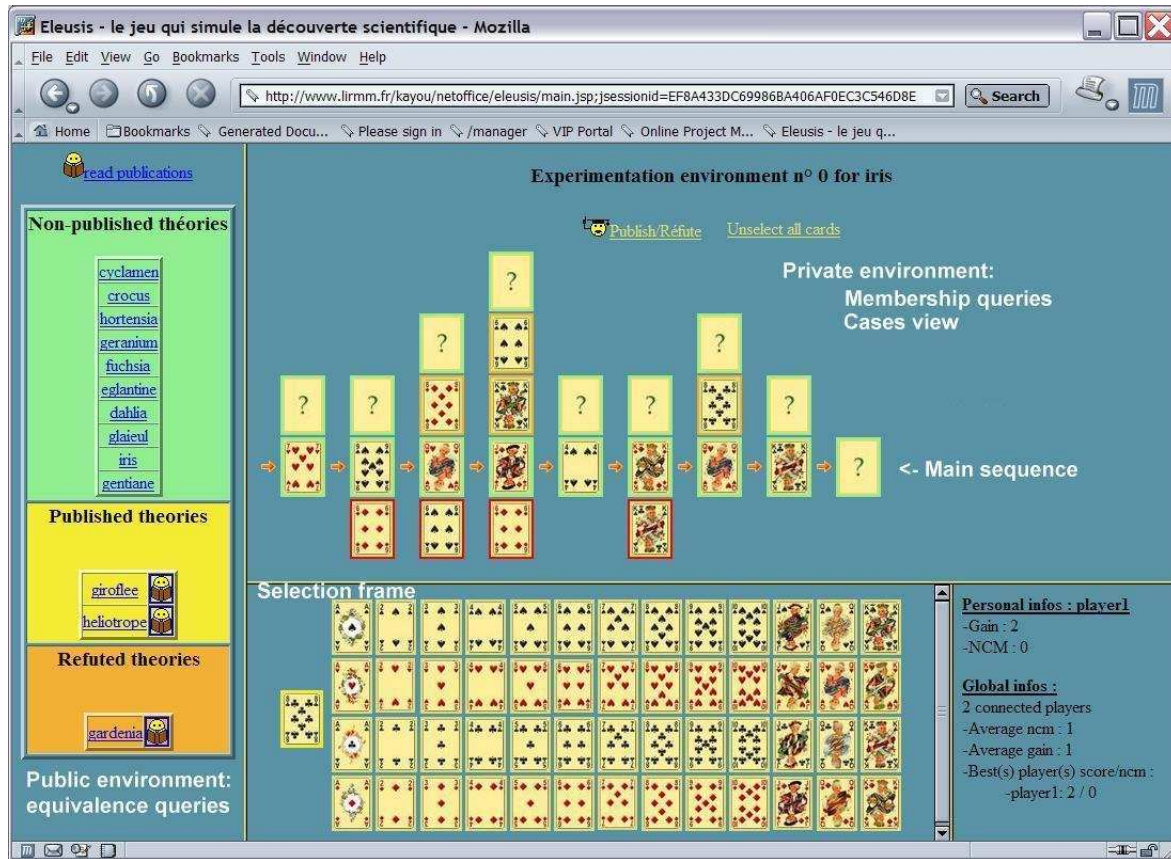 Eleusis - le jeu qui simule la découverte scientifique - Mozilla
File Edit View Go Bookmarks Tools Window Help
http://www.lirmm.fr/kayou/netoffice/eleusis/main.jsp;jsessionid=EF8A433DC69986BA406AF0EC3C546D8E Search
Home Bookmarks Generated Docu... Please sign in /manager VIP Portal Online Project M... Eleusis - le jeu q...
read publications
Non-published théories
cyclamen
crocus
hortensia
geranium
fuchsia
eglantine
dahlia
glaieul
iris
gentiane
Published theories
giroflee
heliotrope
Refuted theories
gardenia
Public environment:
equivalence queries
Experimentation environment n° 0 for iris
Publish/Réfute Unselect all cards
Private environment:
Membership queries
Cases view
?
? ?
? ? ? ? ?
? <- Main sequence
Selection frame
Personal infos : player1
-Gain : 2
-NCM : 0
Global infos :
2 connected players
-Average ncm : 1
-Average gain : 1
-Best(s) player(s) score/ncm :
-player1: 2 / 0